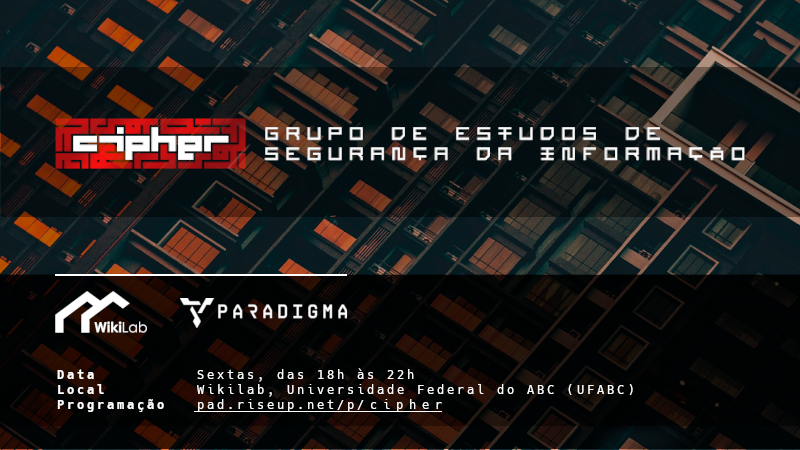 cipher
GRUPO DE ESTUDOS DE
SEGURANÇA DA INFORMAÇÃO
WikiLab
PARADIGMA
Data Sextas, das 18h às 22h
Local Wikilab, Universidade Federal do ABC (UFABC)
Programação pad.riseup.net/p/cipher